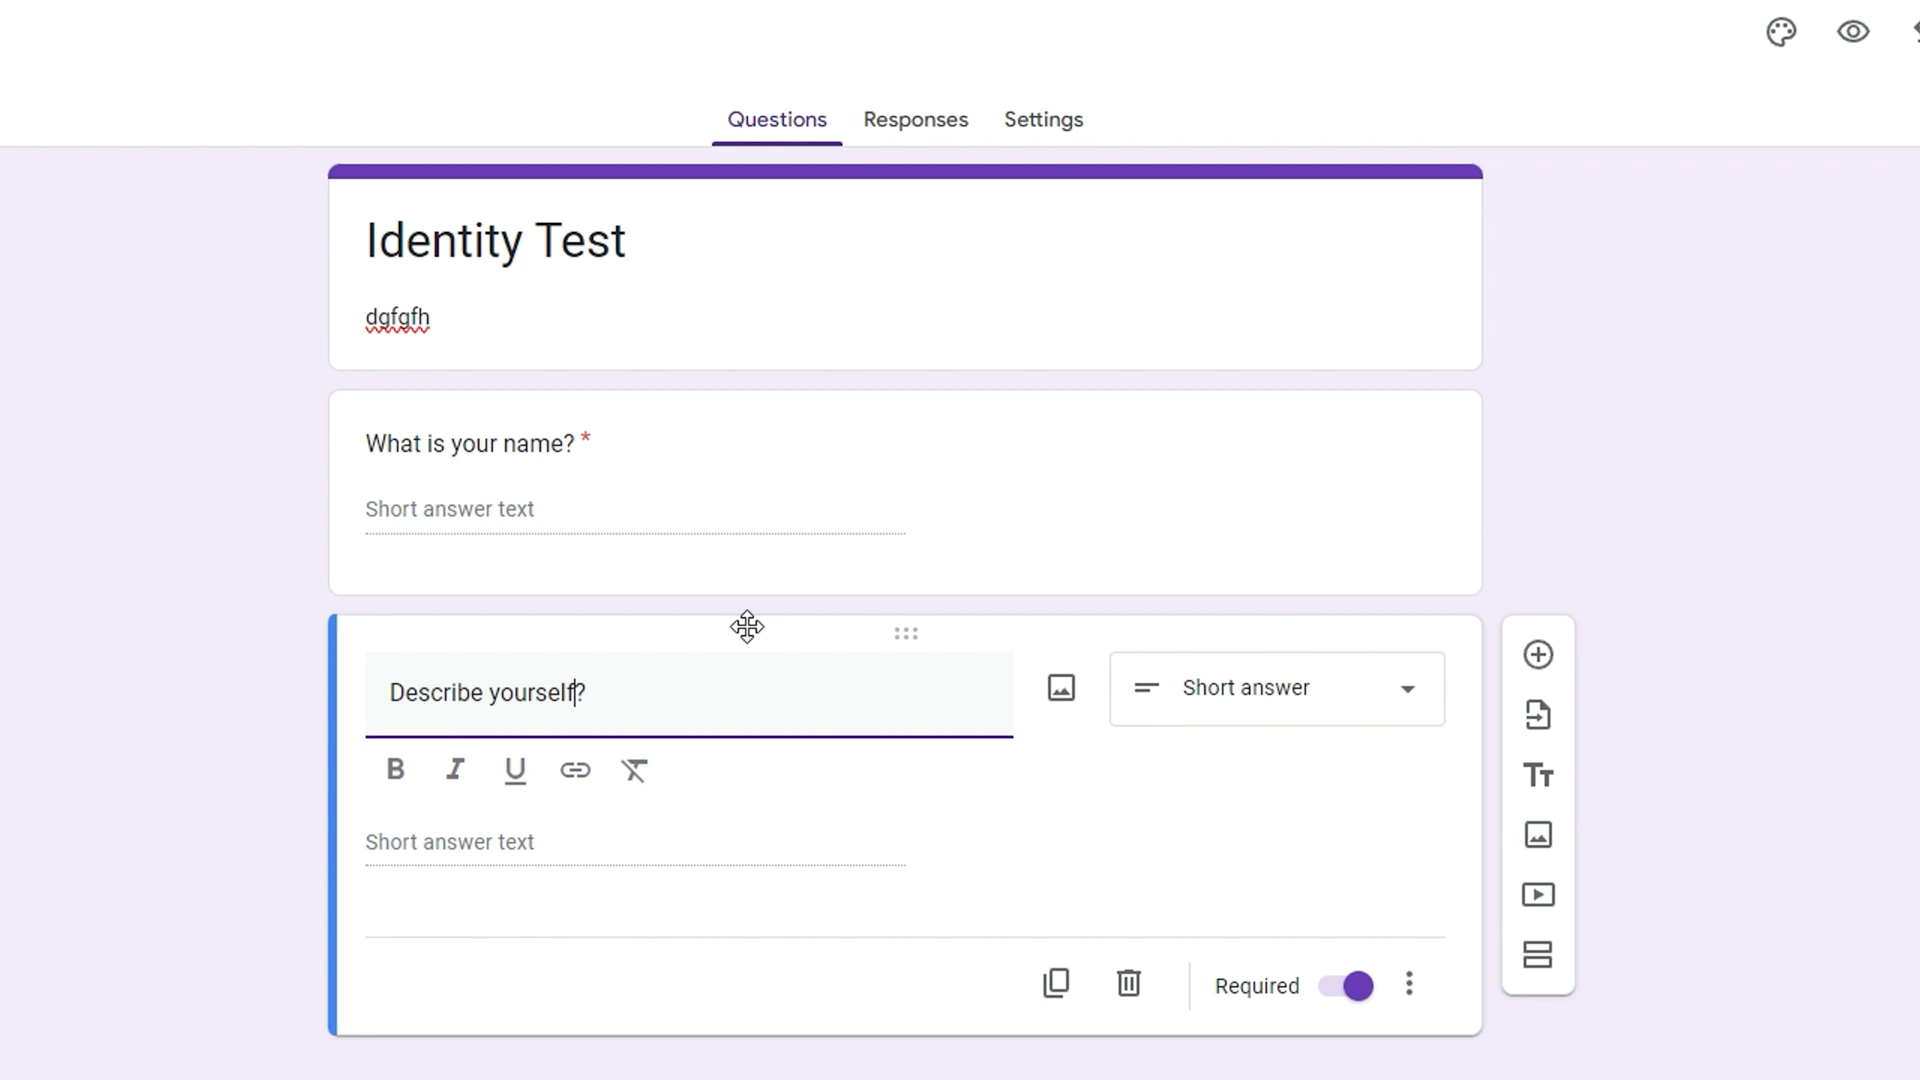 Questions Responses Settings
Identity Test
dgfgfh
What is your name? *
Short answer text
Describe yourself?
Short answer
B I U
Short answer text
Required